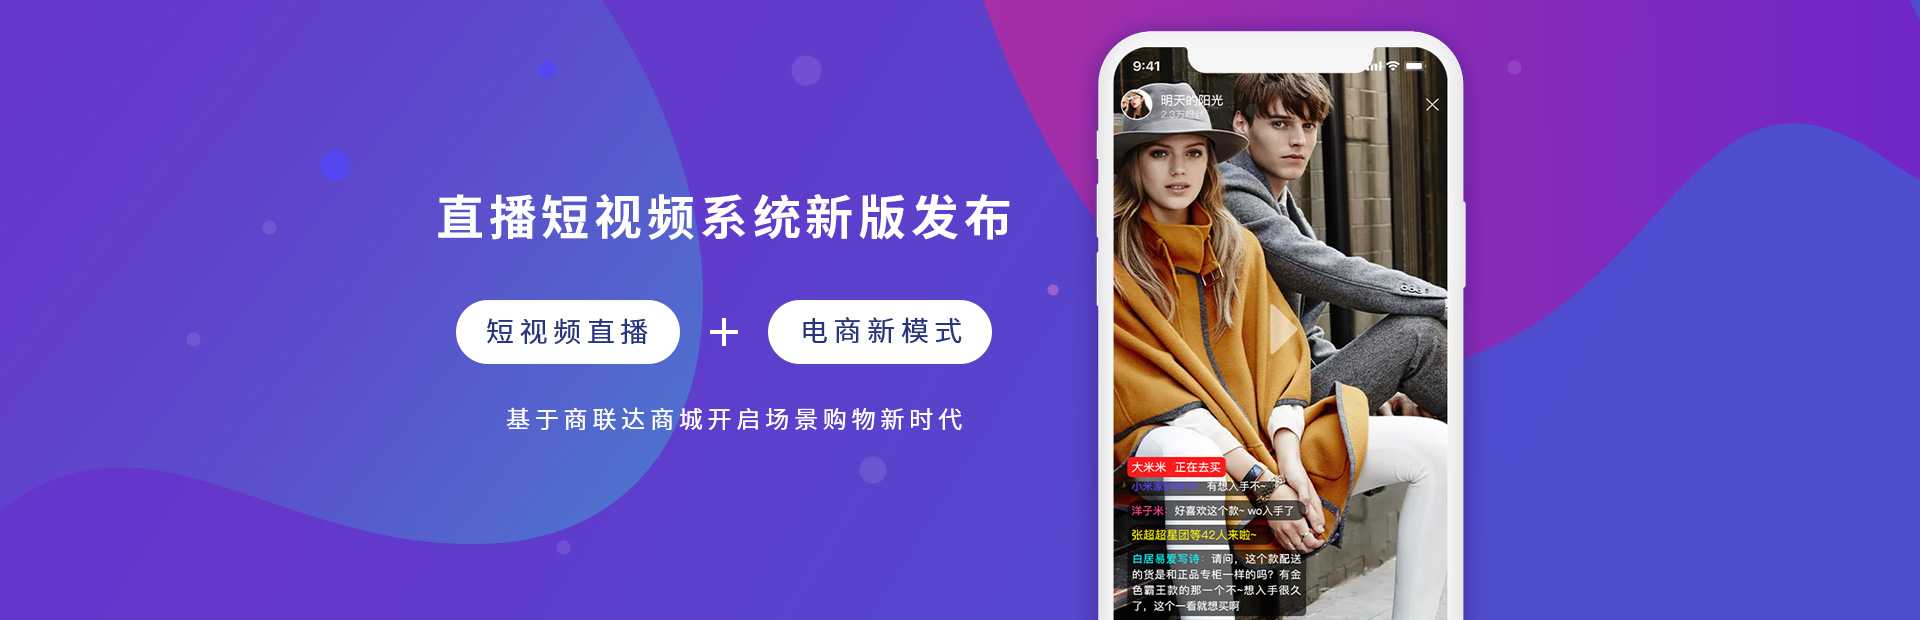 直播短视频系统新版发布
短视频直播
+
电商新模式
基于商联达商城开启场景购物新时代
9:41
明天的阳光
2.3万粉丝
大米米 正在去买
有想入手不~
洋子米: 好喜欢这个款~ wo入手了
张超超星团等42人来啦~
白居易爱写诗: 请问, 这个款配送
的货是和正品专柜一样的吗? 有金
色霸王款的那一个不~想入手很久
了, 这个一看就想买啊